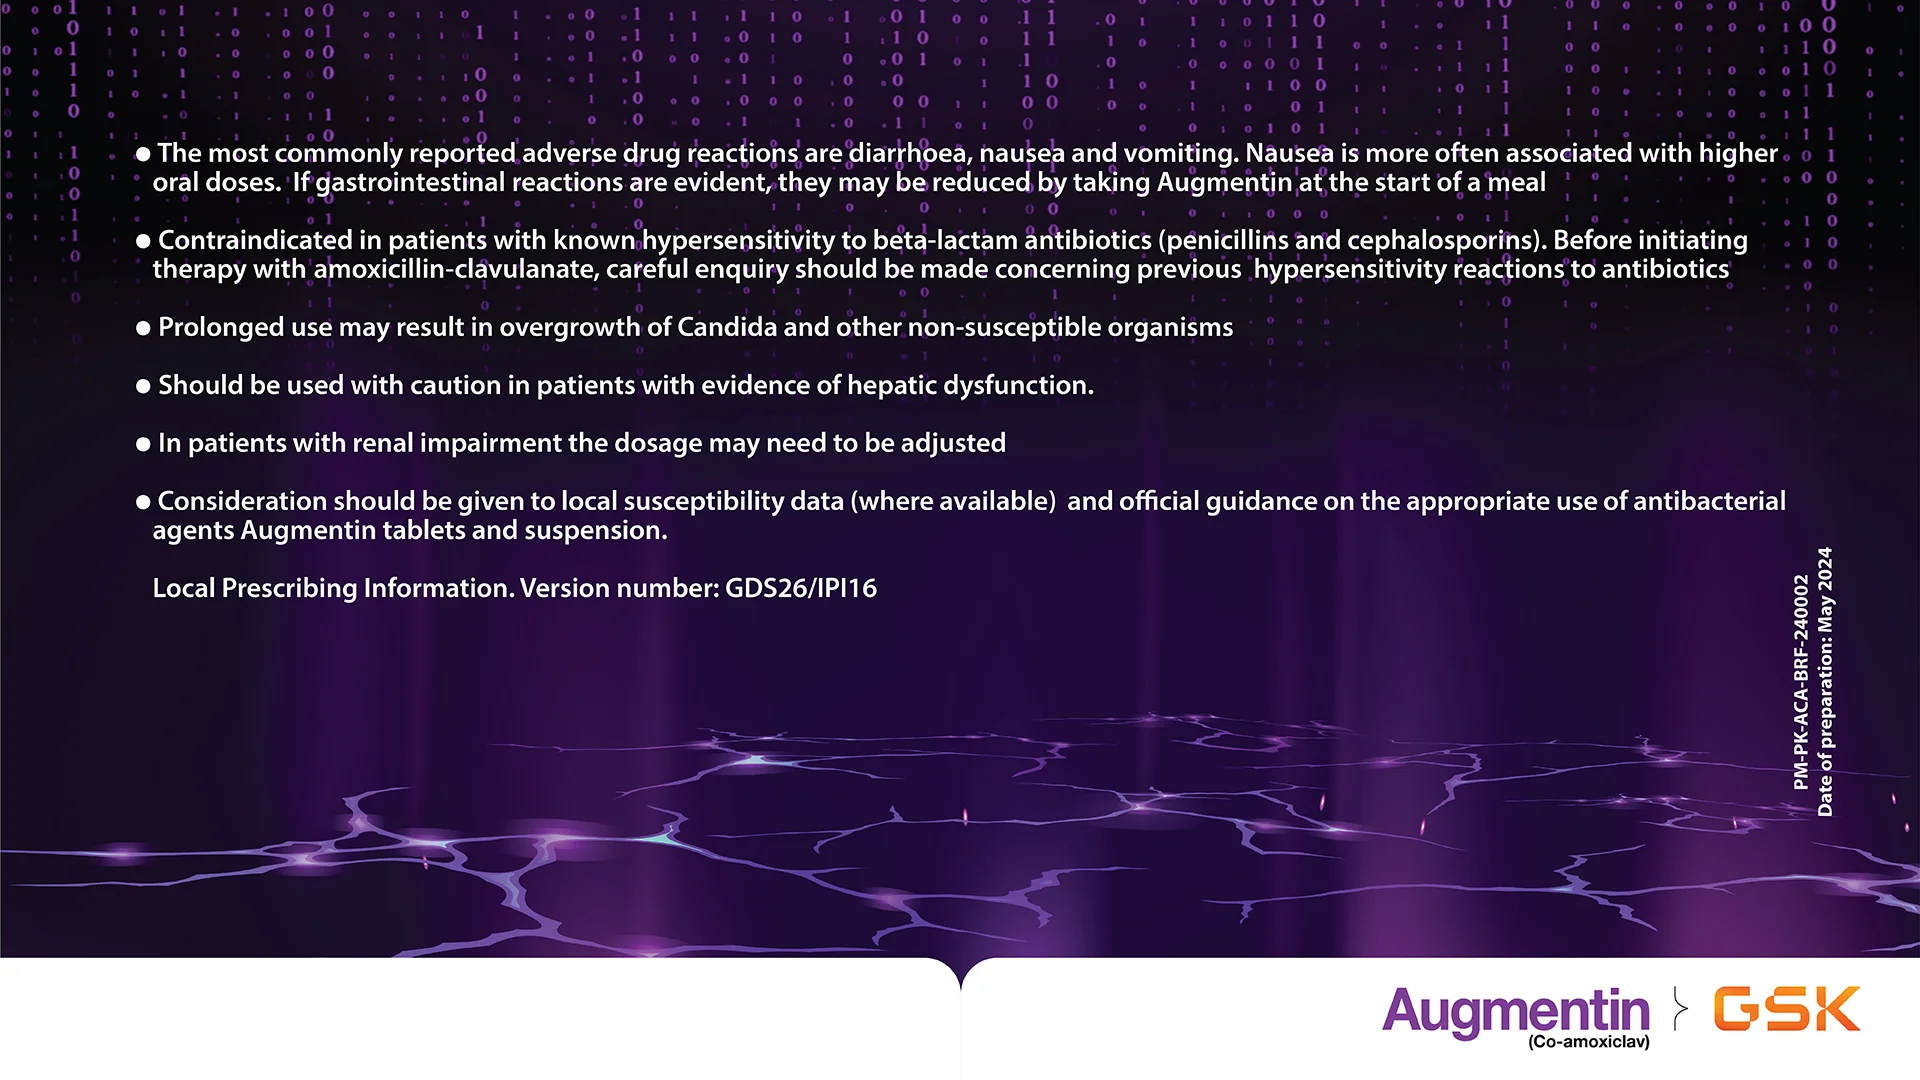 ● The most commonly reported adverse drug reactions are diarrhoea, nausea and vomiting. Nausea is more often associated with higher
oral doses.  If gastrointestinal reactions are evident, they may be reduced by taking Augmentin at the start of a meal
● Contraindicated in patients with known hypersensitivity to beta-lactam antibiotics (penicillins and cephalosporins). Before initiating
therapy with amoxicillin-clavulanate, careful enquiry should be made concerning previous  hypersensitivity reactions to antibiotics
● Prolonged use may result in overgrowth of Candida and other non-susceptible organisms
● Should be used with caution in patients with evidence of hepatic dysfunction.
● In patients with renal impairment the dosage may need to be adjusted
● Consideration should be given to local susceptibility data (where available)  and official guidance on the appropriate use of antibacterial
agents Augmentin tablets and suspension.
Local Prescribing Information. Version number: GDS26/IPI16
PM-PK-ACA-BRF-240002
Date of preparation: May 2024
Augmentin
(Co-amoxiclav)
GSK